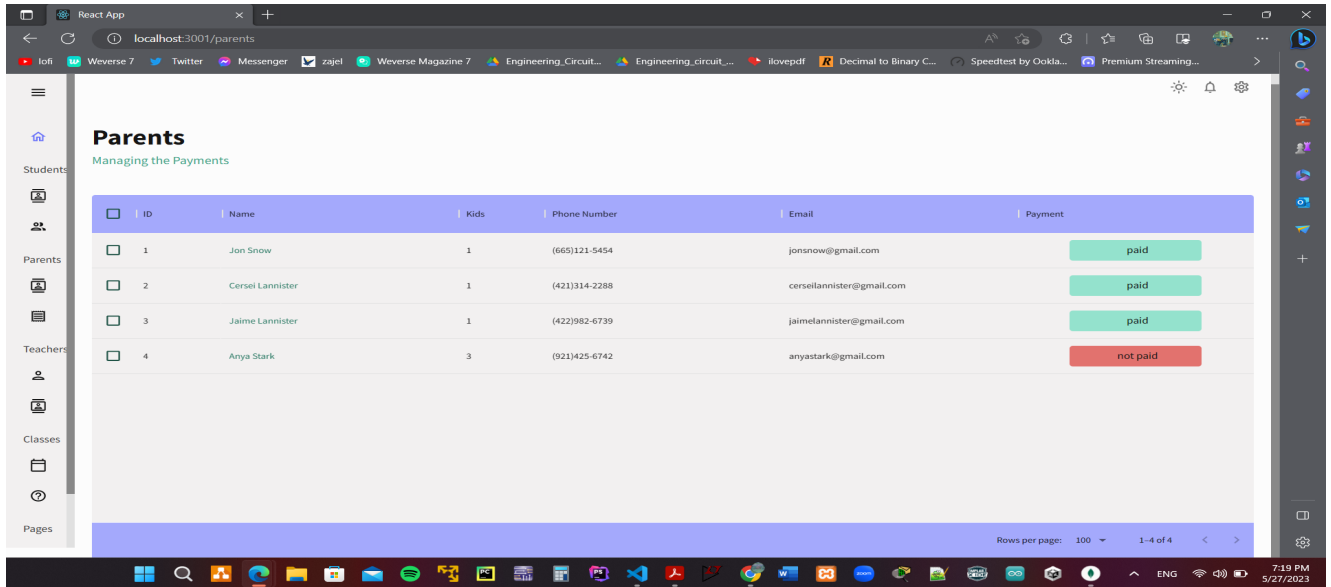 React App
localhost:3001/parents
lofi Weverse 7 Twitter Messenger zajel Weverse Magazine 7 Engineering_Circuit... Engineering_circuit_... ilovepdf Decimal to Binary C... Speedtest by Ookla... Premium Streaming...
Parents
Managing the Payments
Students
Parents
Teachers
Classes
Pages
ID Name Kids Phone Number Email Payment
1 Jon Snow 1 (665)121-5454 jonsnow@gmail.com paid
2 Cersei Lannister 1 (421)314-2288 cerseilannister@gmail.com paid
3 Jaime Lannister 1 (422)982-6739 jaimelannister@gmail.com paid
4 Anya Stark 3 (921)425-6742 anyastark@gmail.com not paid
Rows per page: 100 1–4 of 4
ENG 7:19 PM
5/27/2023